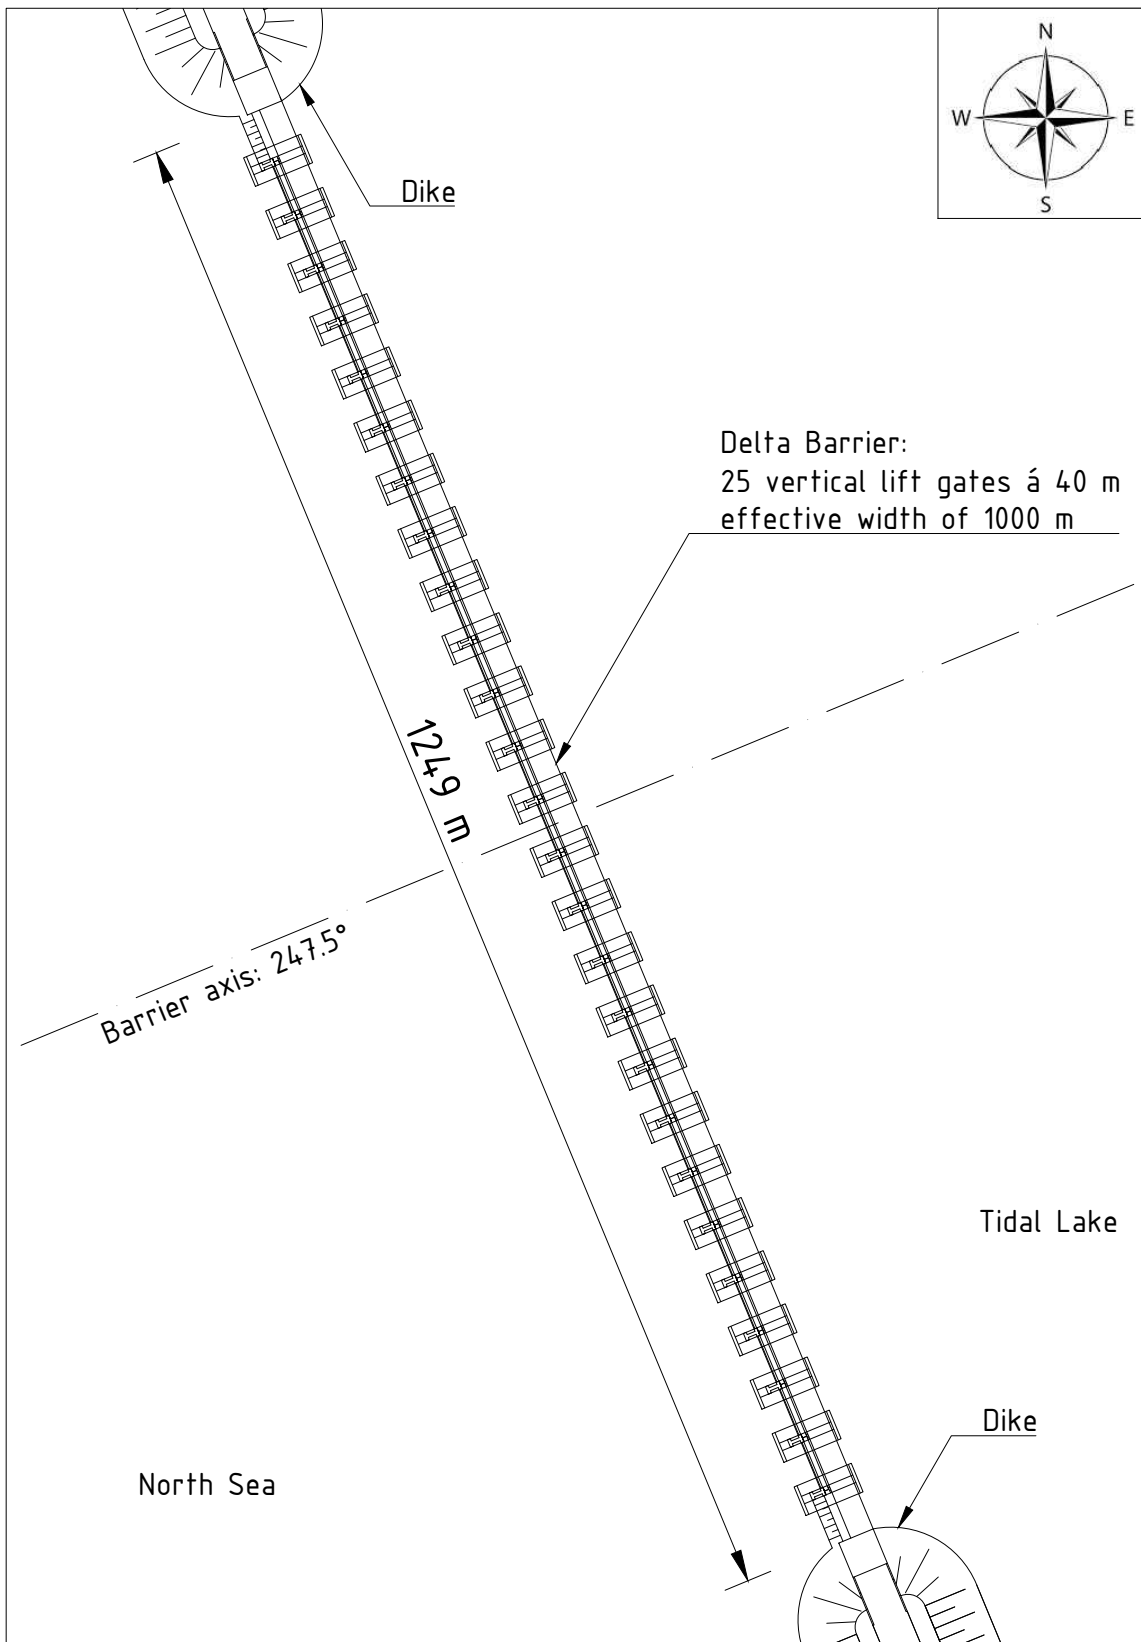 N
W E
S
Dike
Delta Barrier:
25 vertical lift gates á 40 m
effective width of 1000 m
1249 m
Barrier axis: 247.5°
Tidal Lake
Dike
North Sea